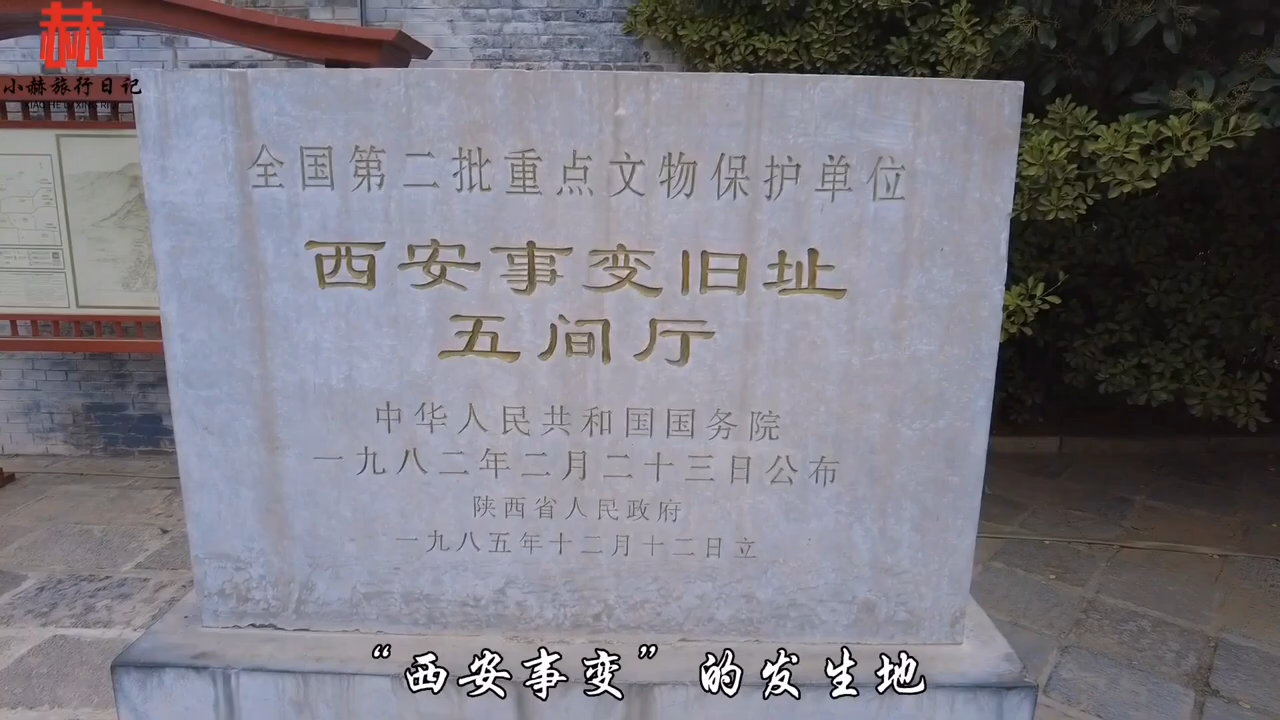 赫
小赫旅行日记
全国第二批重点文物保护单位
西安事变旧址
五间厅
中华人民共和国国务院
一九八二年二月二十三日公布
陕西省人民政府
一九八五年十二月十二日立
“西安事变”的发生地